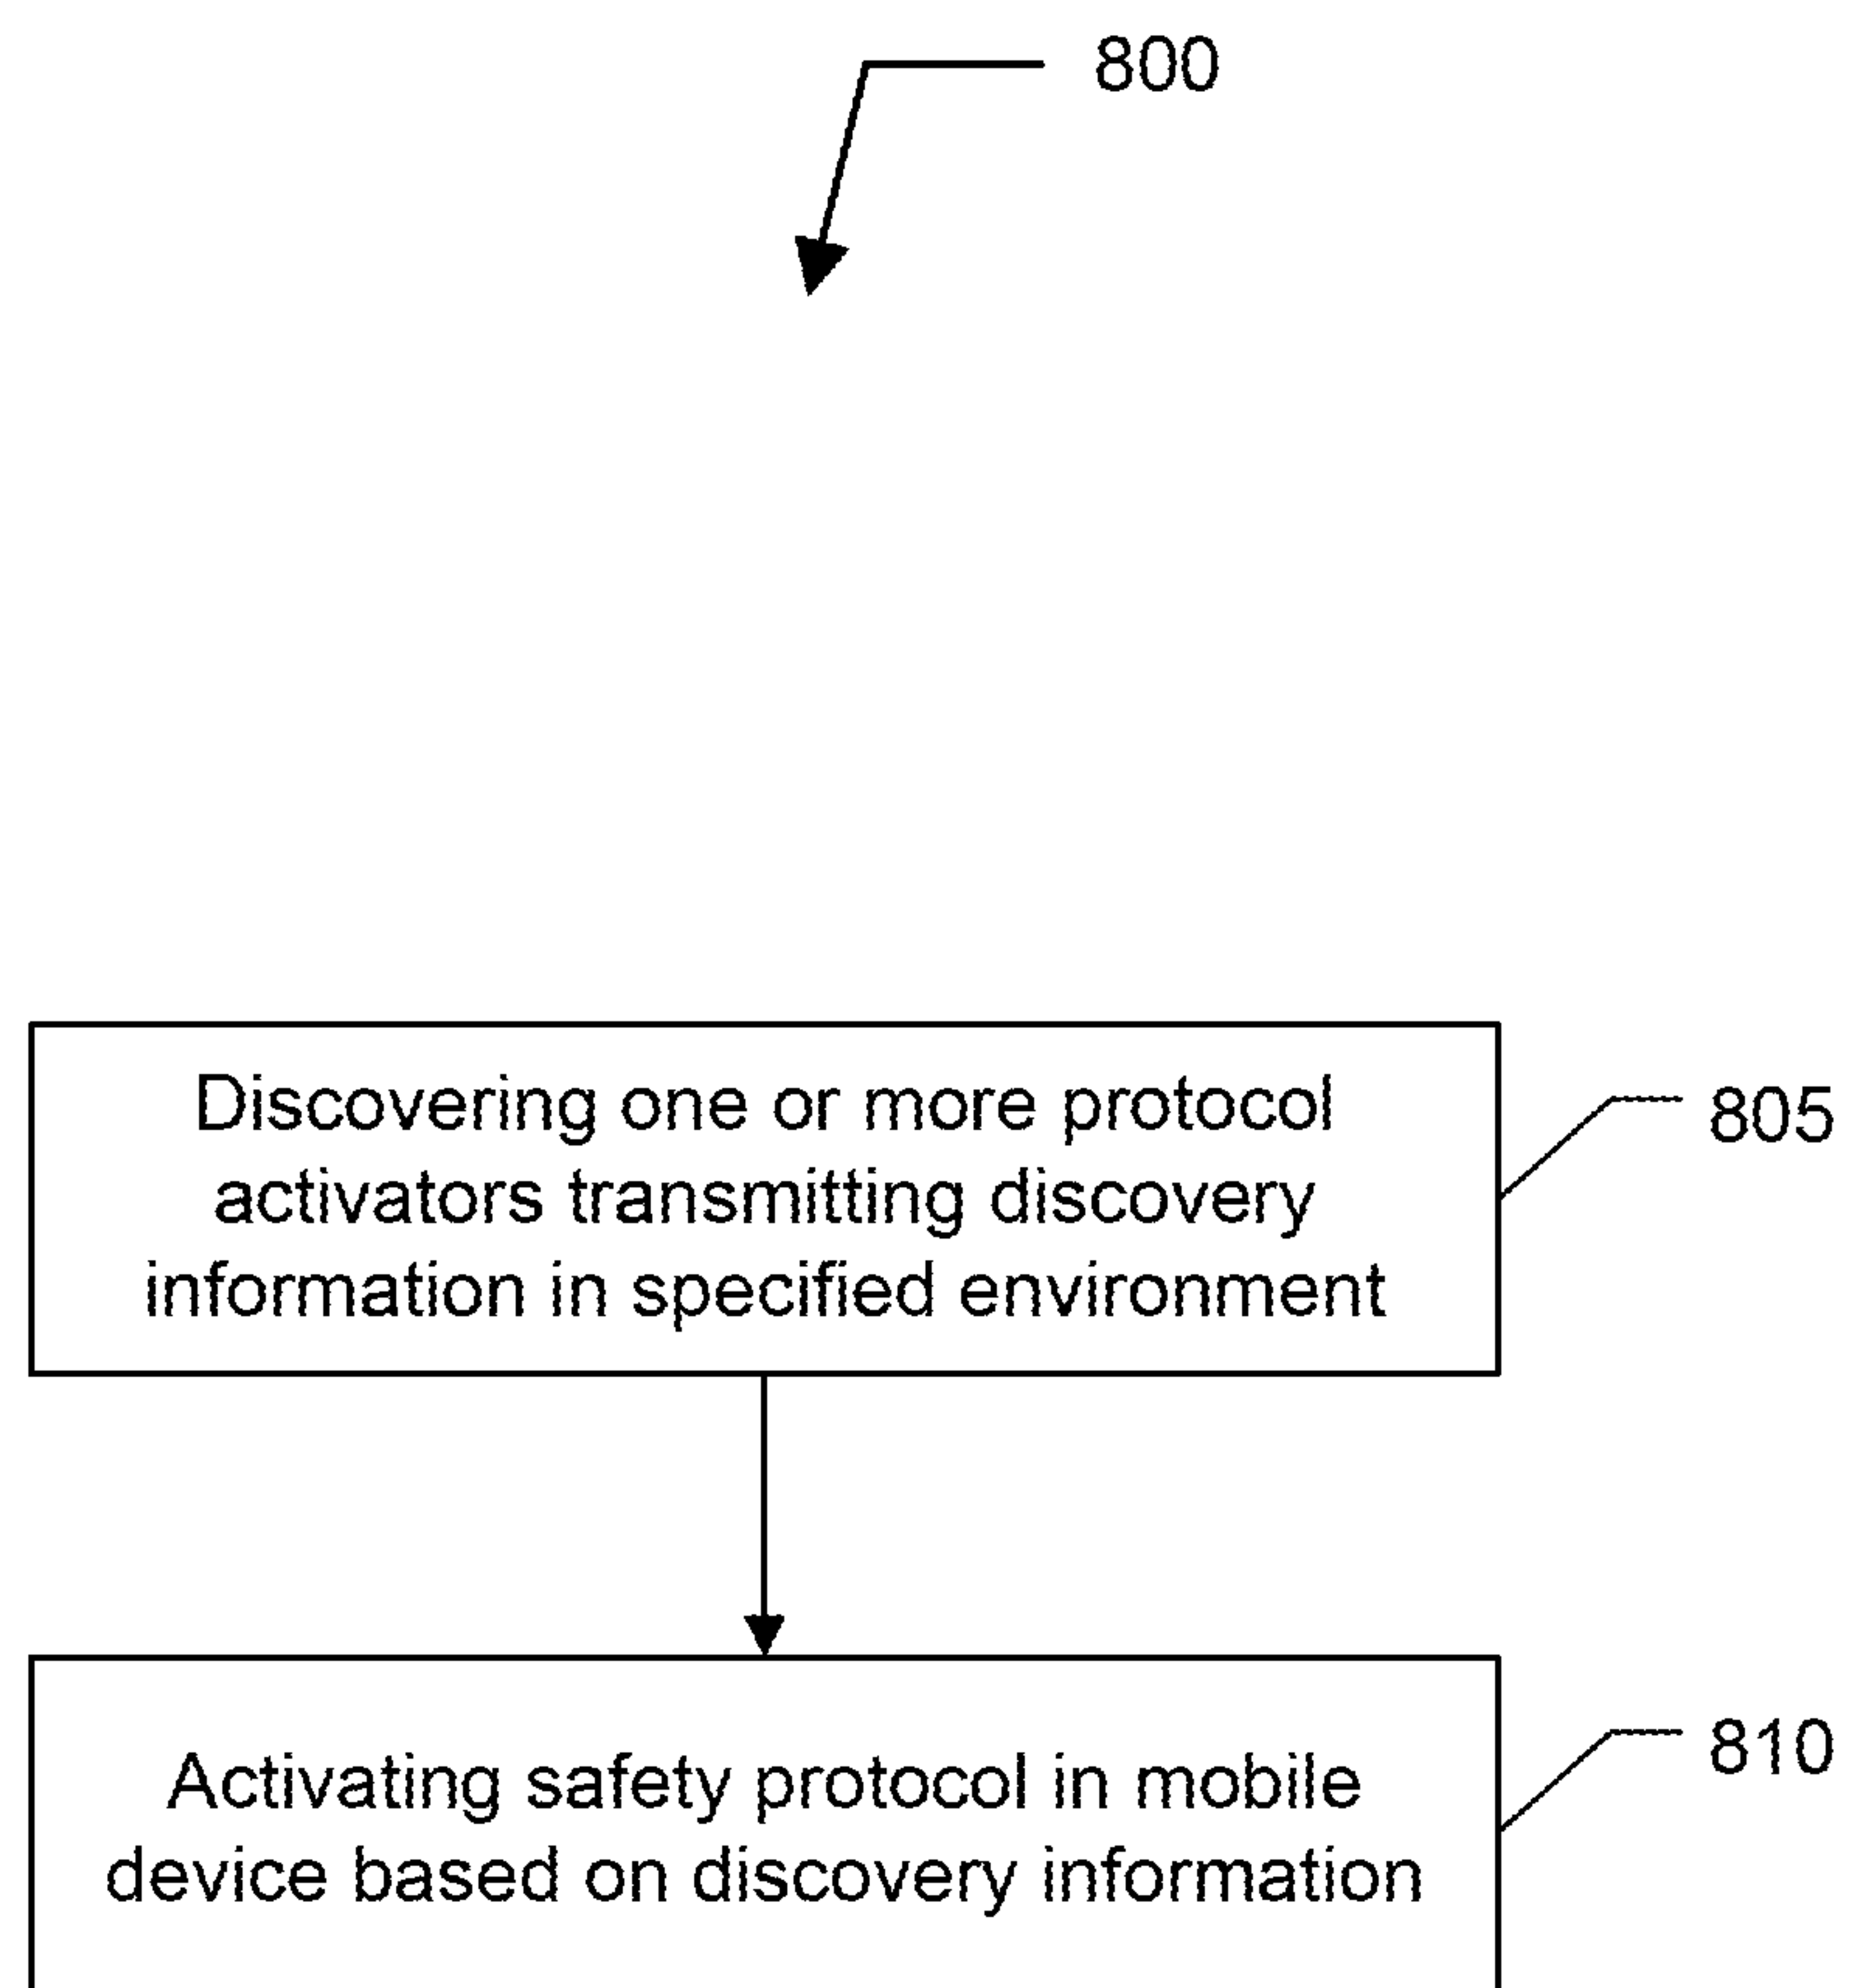 800
Discovering one or more protocol
activators transmitting discovery
information in specified environment
805
Activating safety protocol in mobile
device based on discovery information
810